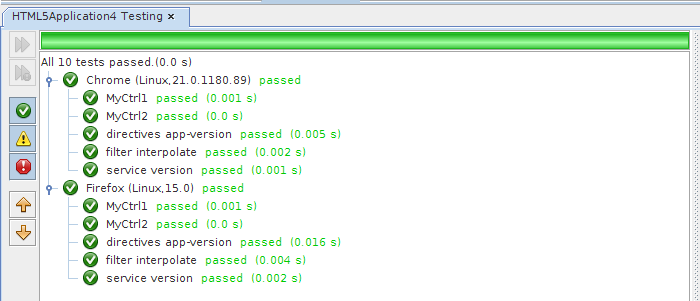 HTML5Application4 Testing ×
All 10 tests passed.(0.0 s)
Chrome (Linux,21.0.1180.89) passed
MyCtrl1 passed (0.001 s)
MyCtrl2 passed (0.0 s)
directives app-version passed (0.005 s)
filter interpolate passed (0.002 s)
service version passed (0.001 s)
Firefox (Linux,15.0) passed
MyCtrl1 passed (0.001 s)
MyCtrl2 passed (0.0 s)
directives app-version passed (0.016 s)
filter interpolate passed (0.004 s)
service version passed (0.002 s)